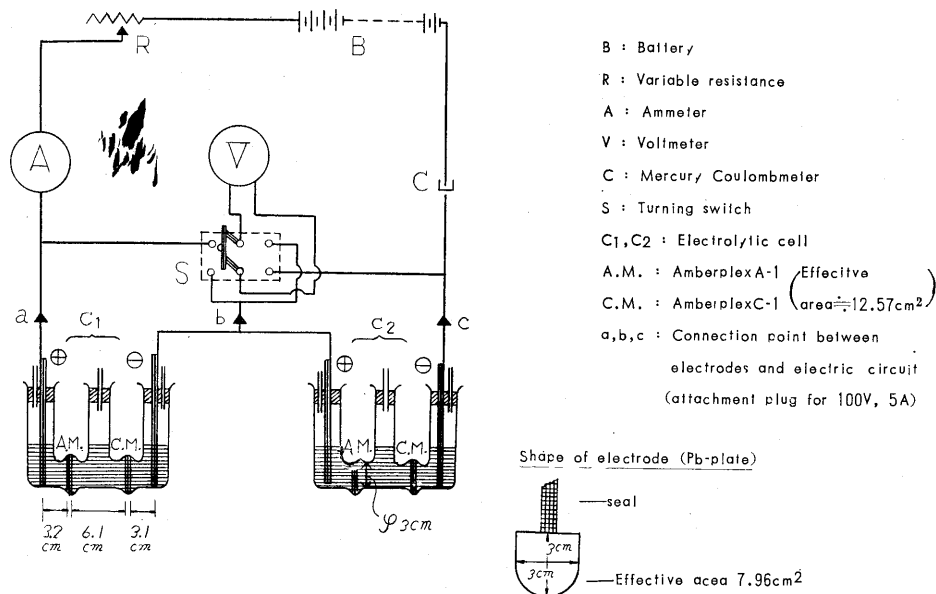 R
B
A
V
C
S
a
b
c
C1
C2
⊕
⊖
⊕
⊖
A.M.
C.M.
A.M.
C.M.
3.2 cm
6.1 cm
3.1 cm
φ 3cm
B : Battery
R : Variable resistance
A : Ammeter
V : Voltmeter
C : Mercury Coulombmeter
S : Turning switch
C1,C2 : Electrolytic cell
A.M. : Amberplex A-1 (Effecitve
C.M. : Amberplex C-1 area≒12.57cm²)
a,b,c : Connection point between
electrodes and electric circuit
(attachment plug for 100V, 5A)
Shape of electrode (Pb-plate)
seal
3cm
3cm
Effective acea 7.96cm²